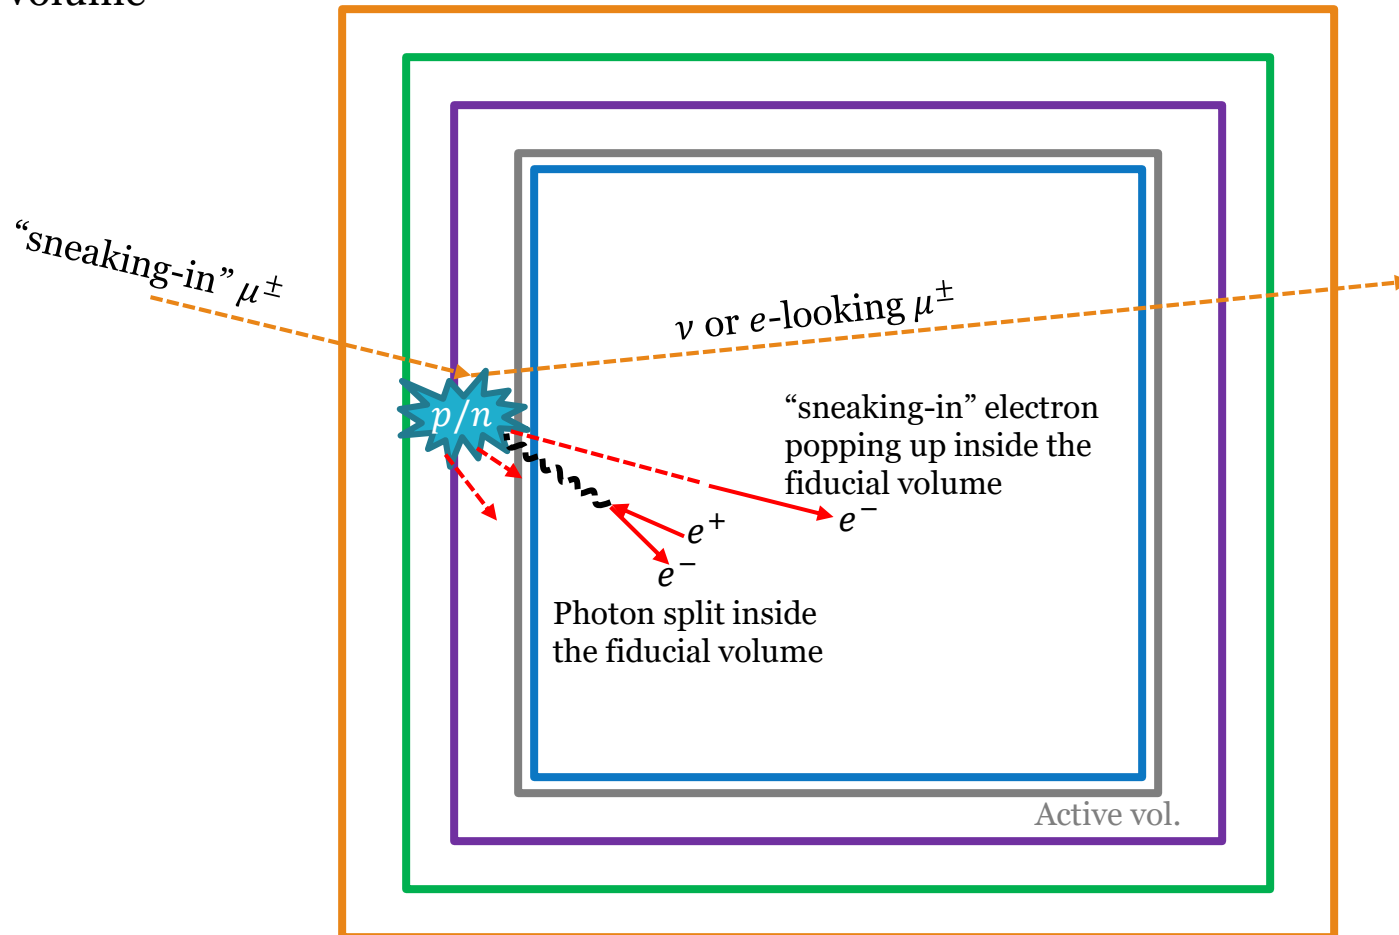 volume
“sneaking-in” μ±
ν or e-looking μ±
p/n
“sneaking-in” electron
popping up inside the
fiducial volume
e−
e+
e−
Photon split inside
the fiducial volume
Active vol.